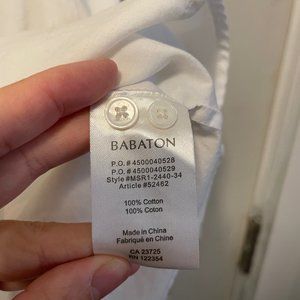 BABATON
P.O. # 4500040528
P.O. # 4500040529
Style #MSR1-2440-34
Article #52462
100% Cotton
100% Coton
Made in China
Fabriqué en Chine
CA 23725
RN 122354